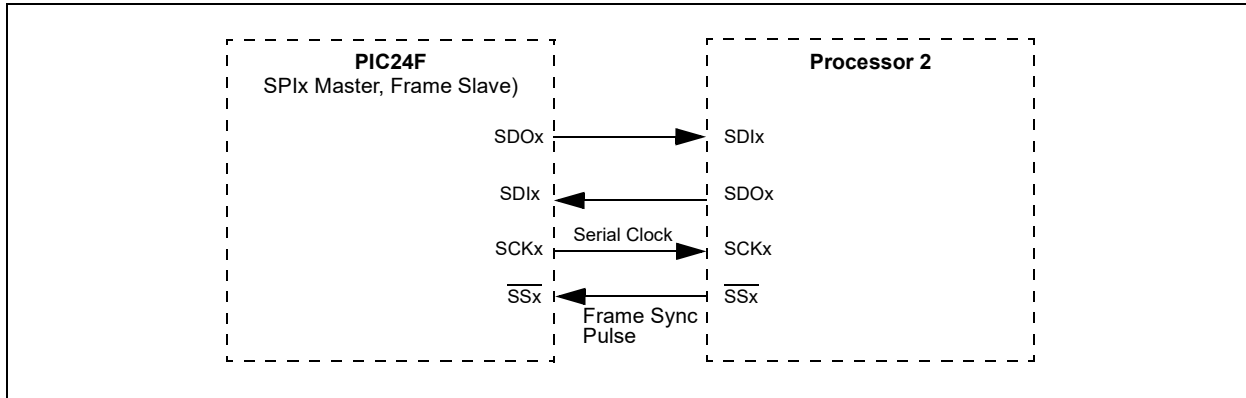 PIC24F
SPIx Master, Frame Slave)
Processor 2
SDOx
SDIx
SDIx
SDOx
SCKx
Serial Clock
SCKx
SSx
SSx
Frame Sync
Pulse